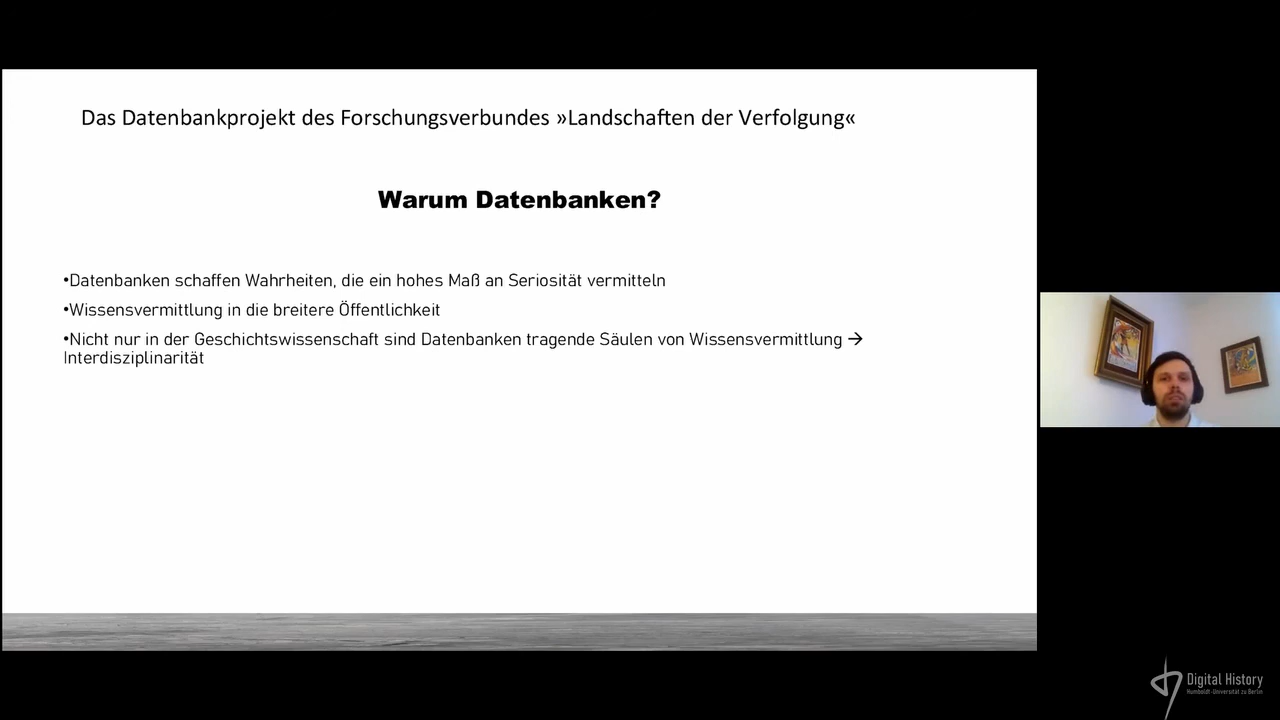 Das Datenbankprojekt des Forschungsverbundes »Landschaften der Verfolgung«
Warum Datenbanken?
•Datenbanken schaffen Wahrheiten, die ein hohes Maß an Seriosität vermitteln
•Wissensvermittlung in die breitere Öffentlichkeit
•Nicht nur in der Geschichtswissenschaft sind Datenbanken tragende Säulen von Wissensvermittlung →
Interdisziplinarität
Digital History
Humboldt-Universität zu Berlin